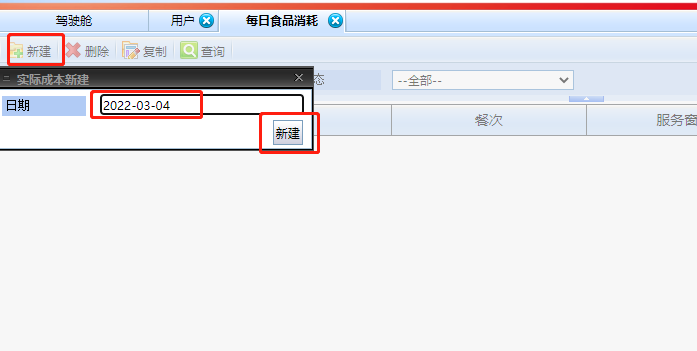 驾驶舱 用户 每日食品消耗
新建 删除 复制 查询
实际成本新建
态 --全部--
日期 2022-03-04
新建
餐次 服务窗